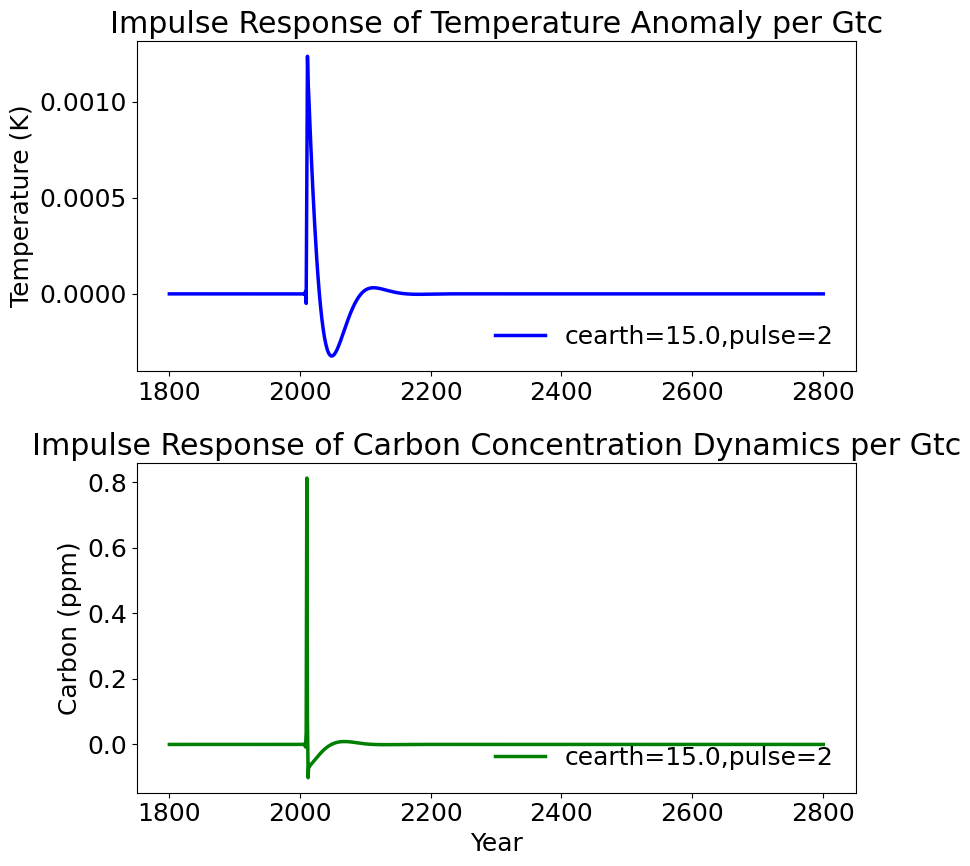 Impulse Response of Temperature Anomaly per Gtc
Temperature (K)
0.0010
0.0005
0.0000
cearth=15.0,pulse=2
1800 2000 2200 2400 2600 2800
Impulse Response of Carbon Concentration Dynamics per Gtc
Carbon (ppm)
0.8
0.6
0.4
0.2
0.0
cearth=15.0,pulse=2
1800 2000 2200 2400 2600 2800
Year